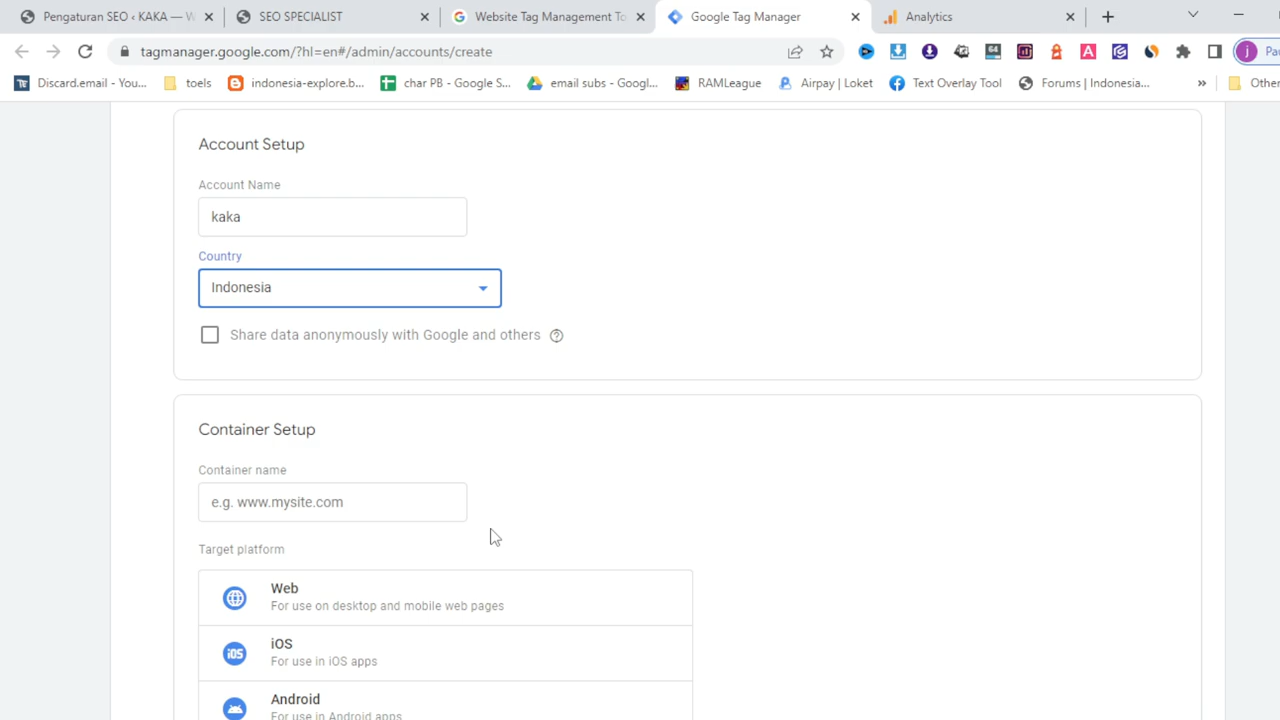 Pengaturan SEO ‹ KAKA — W
SEO SPECIALIST
Website Tag Management To
Google Tag Manager
Analytics
tagmanager.google.com/?hl=en#/admin/accounts/create
64
A
j
Pau
TE
Discard.email - You...
toels
indonesia-explore.b...
char PB - Google S...
email subs - Googl...
RAMLeague
Airpay | Loket
Text Overlay Tool
Forums | Indonesia...
»
Other
Account Setup
Account Name
kaka
Country
Indonesia
Share data anonymously with Google and others
Container Setup
Container name
e.g. www.mysite.com
Target platform
Web
For use on desktop and mobile web pages
iOS
iOS
For use in iOS apps
Android
For use in Android apps